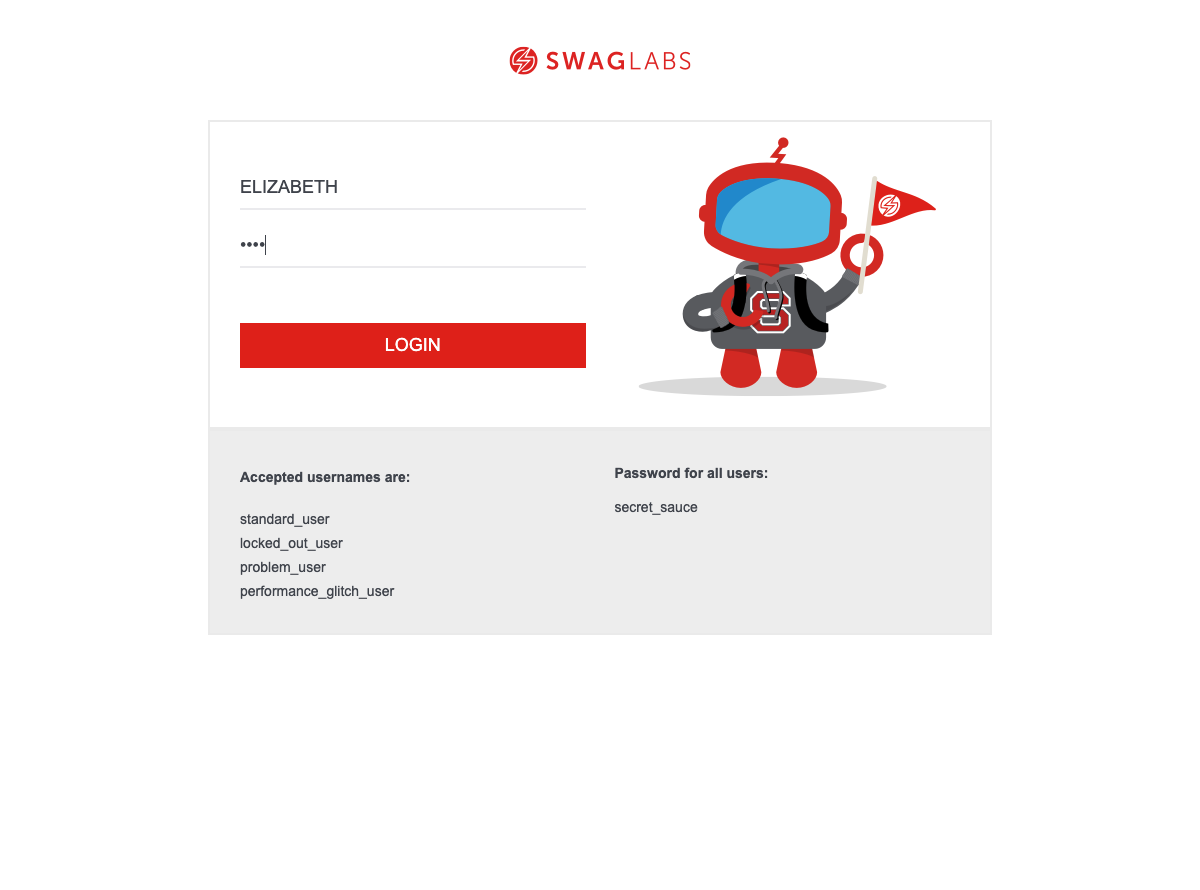 SWAGLABS
ELIZABETH
••••
LOGIN
Accepted usernames are:
standard_user
locked_out_user
problem_user
performance_glitch_user
Password for all users:
secret_sauce
S